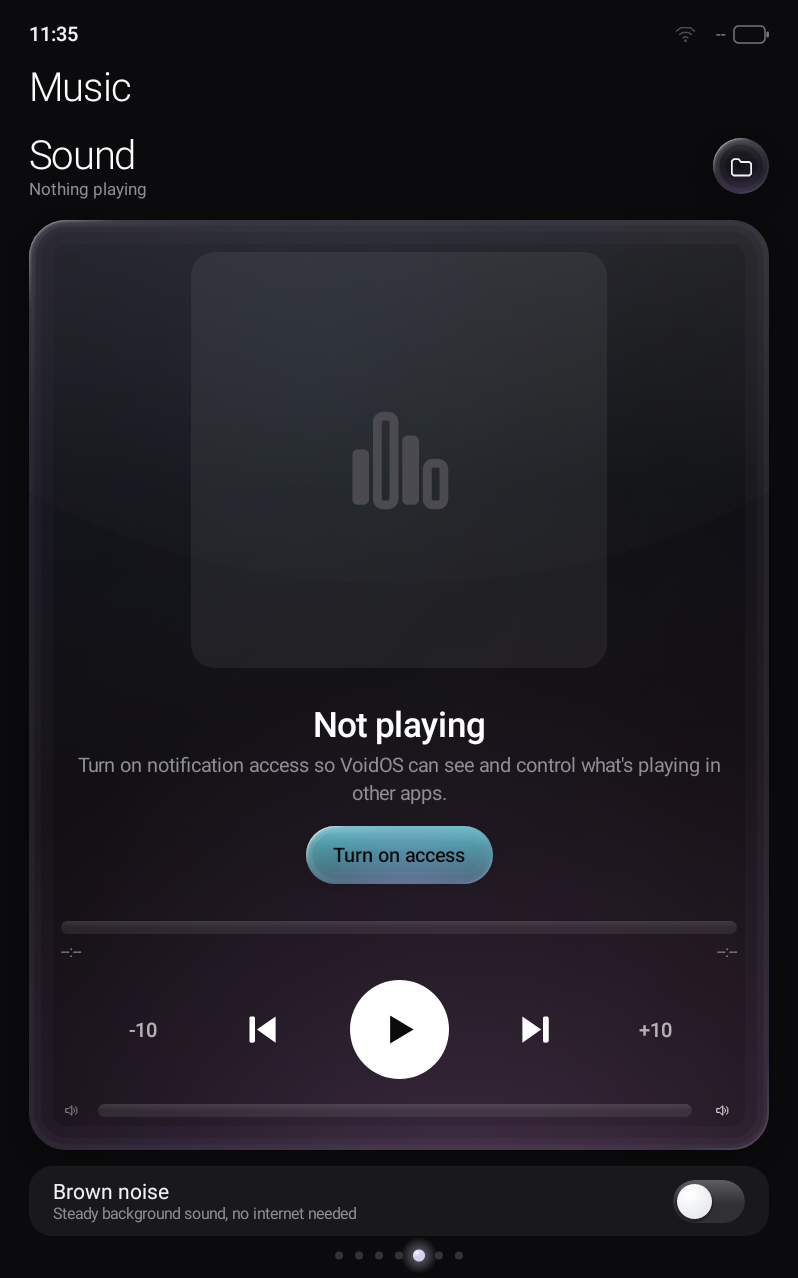 11:35
--
Music
Sound
Nothing playing
Not playing
Turn on notification access so VoidOS can see and control what's playing in
other apps.
Turn on access
--:-- --:--
-10 +10
Brown noise
Steady background sound, no internet needed